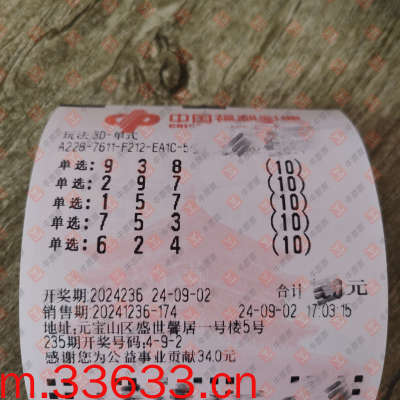 中国福利彩票
玩法:3D-单式
A228-7611-F212-EA1C-5
单选:9 3 8 (10)
单选:2 9 7 (10)
单选:1 5 7 (10)
单选:7 5 3 (10)
单选:6 2 4 (10)
开奖期:2024236 24-09-02 合计 元
销售期:20241236-174 24-09-02 17:03:15
地址:元宝山区盛世馨居一号楼5号
235期开奖号码:4-9-2
感谢您为公益事业贡献34.0元
m.33633.cn